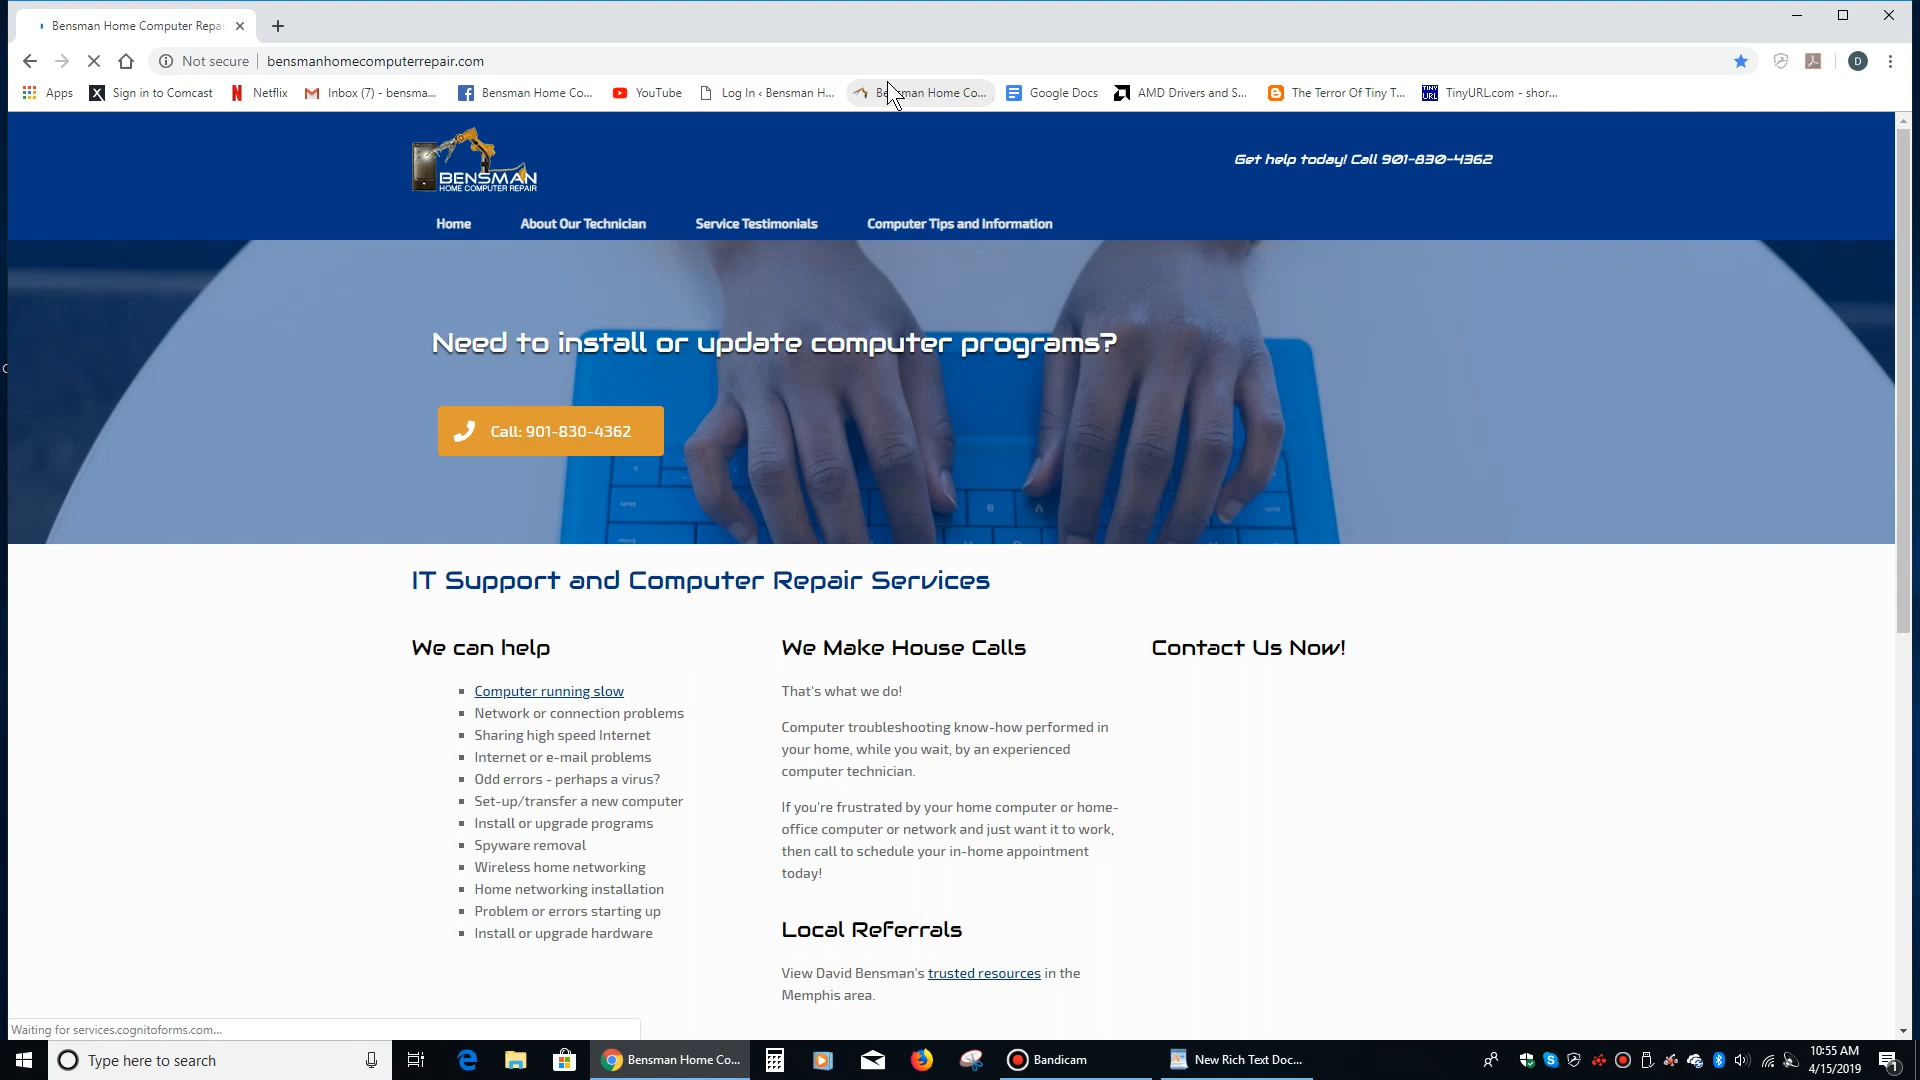 Bensman Home Computer Repai
Not secure
bensmanhomecomputerrepair.com
D
Apps
Sign in to Comcast
Netflix
Inbox (7) - bensma...
Bensman Home Co...
YouTube
Log In ‹ Bensman H...
Bensman Home Co...
Google Docs
AMD Drivers and S...
The Terror Of Tiny T...
TinyURL.com - shor...
BENSMAN
HOME COMPUTER REPAIR
Get help today! Call 901-830-4362
Home
About Our Technician
Service Testimonials
Computer Tips and Information
Need to install or update computer programs?
Call: 901-830-4362
IT Support and Computer Repair Services
We can help
Computer running slow
Network or connection problems
Sharing high speed Internet
Internet or e-mail problems
Odd errors - perhaps a virus?
Set-up/transfer a new computer
Install or upgrade programs
Spyware removal
Wireless home networking
Home networking installation
Problem or errors starting up
Install or upgrade hardware
We Make House Calls
That's what we do!
Computer troubleshooting know-how performed in
your home, while you wait, by an experienced
computer technician.
If you're frustrated by your home computer or home-
office computer or network and just want it to work,
then call to schedule your in-home appointment
today!
Local Referrals
View David Bensman's trusted resources in the
Memphis area.
Contact Us Now!
Waiting for services.cognitoforms.com...
Type here to search
Bensman Home Co...
Bandicam
New Rich Text Doc...
10:55 AM
4/15/2019
1